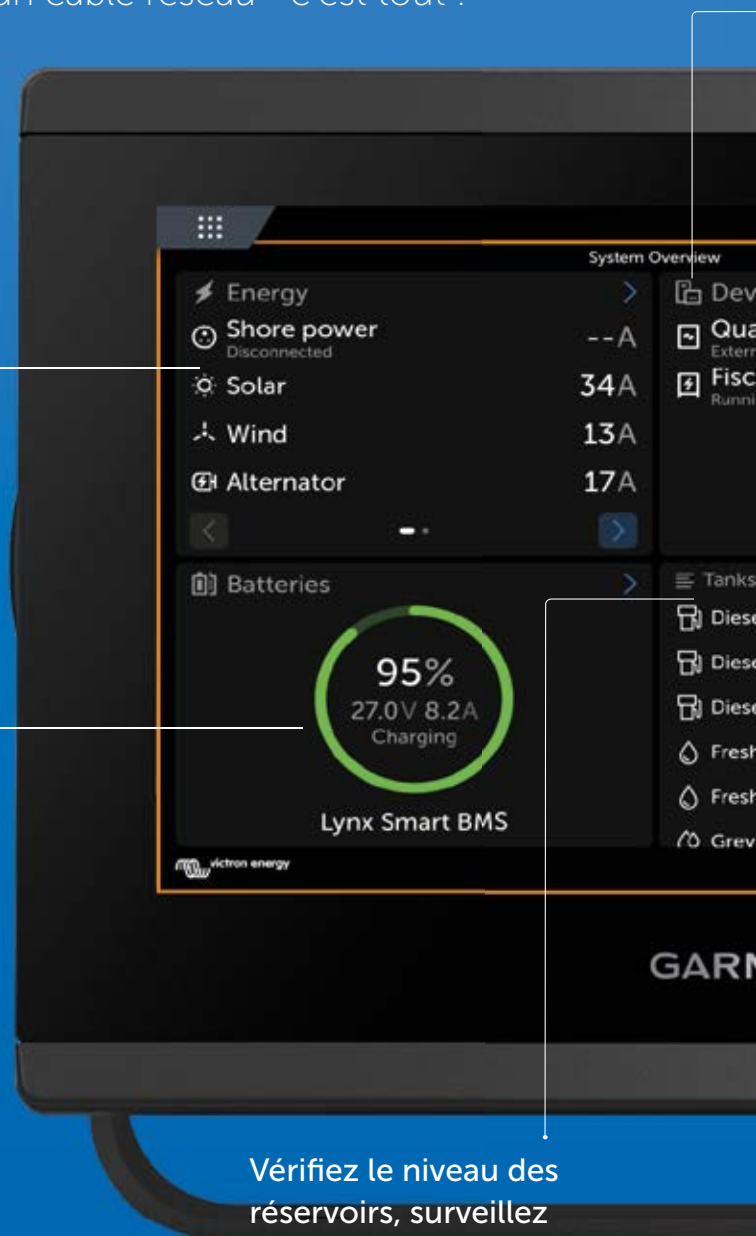 un câble réseau - c'est tout !
System Overview
Energy
Shore power
Disconnected
--A
Solar
34A
Wind
13A
Alternator
17A
Batteries
95%
27.0V 8.2A
Charging
Lynx Smart BMS
victron energy
Dev
Qua
Extern
Fisc
Runni
Tanks
Diese
Diese
Diese
Fresh
Fresh
Grey
GARM
Vérifiez le niveau des
réservoirs, surveillez